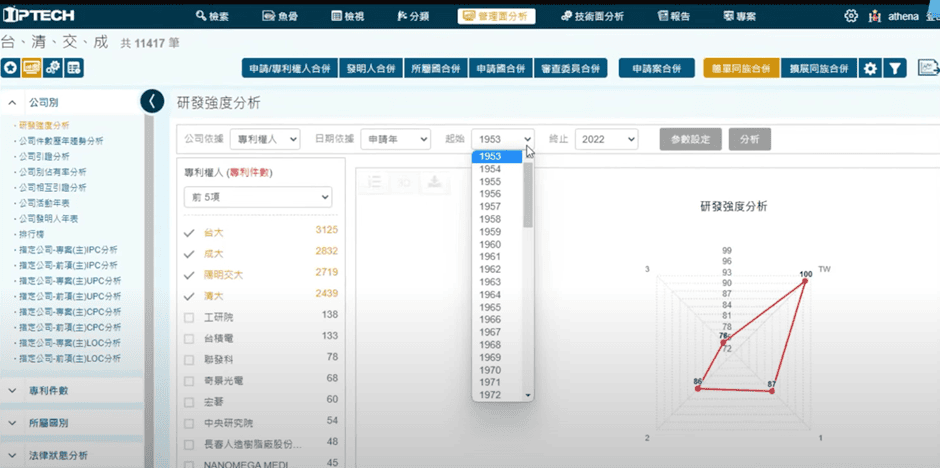 IPTECH 檢索 魚骨 檢視 分類 管理面分析 技術面分析 報告 專案 athena
台、清、交、成 共 11417 筆
申請/專利權人合併 發明人合併 所屬國合併 申請國合併 審查委員合併 申請案合併 簡單同族合併 擴展同族合併
公司別
研發強度分析
公司件數歷年趨勢分析
公司引證分析
公司別佔有率分析
公司相互引證分析
公司活動年表
公司發明人年表
排行榜
指定公司-專案(主)IPC分析
指定公司-前項(主)IPC分析
指定公司-專案(主)UPC分析
指定公司-前項(主)UPC分析
指定公司-專案(主)CPC分析
指定公司-前項(主)CPC分析
指定公司-專案(主)LOC分析
指定公司-前項(主)LOC分析
專利件數
所屬國別
法律狀態分析
研發強度分析
公司依據 專利權人 日期依據 申請年 起始 1953 終止 2022 參數設定 分析
專利權人 (專利件數)
前 5項
台大 3125
成大 2832
陽明交大 2719
清大 2439
工研院 138
台積電 133
聯發科 78
奇景光電 68
宏碁 60
中央研究院 54
長春人造樹脂廠股份... 48
NANOMEGA MEDI 45
1953
1954
1955
1956
1957
1958
1959
1960
1961
1962
1963
1964
1965
1966
1967
1968
1969
1970
1971
1972
研發強度分析
99
96
93
90
87
84
81
78
72
3
TW
100
76
86
87
2
1